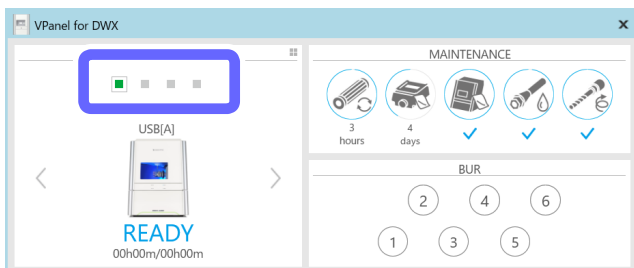 VPanel for DWX
MAINTENANCE
3
hours
4
days
USB[A]
READY
00h00m/00h00m
BUR
2
4
6
1
3
5